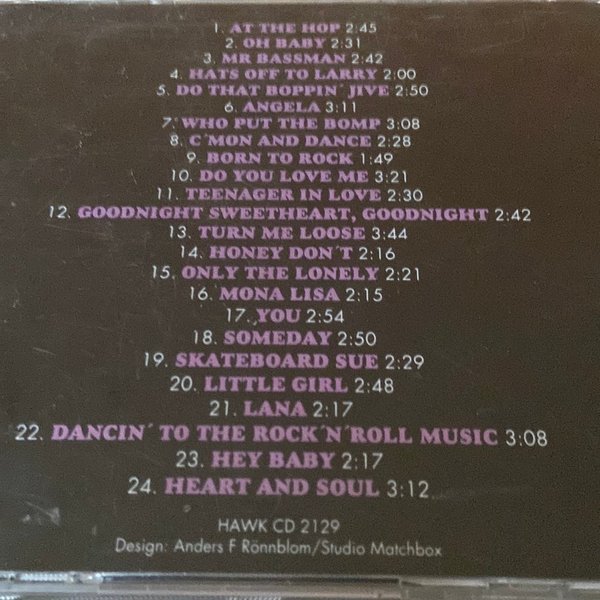 1. AT THE HOP 2:45
2. OH BABY 2:31
3. MR BASSMAN 2:42
4. HATS OFF TO LARRY 2:00
5. DO THAT BOPPIN´ JIVE 2:50
6. ANGELA 3:11
7. WHO PUT THE BOMP 3:08
8. C´MON AND DANCE 2:28
9. BORN TO ROCK 1:49
10. DO YOU LOVE ME 3:21
11. TEENAGER IN LOVE 2:30
12. GOODNIGHT SWEETHEART, GOODNIGHT 2:42
13. TURN ME LOOSE 3:44
14. HONEY DON´T 2:16
15. ONLY THE LONELY 2:21
16. MONA LISA 2:15
17. YOU 2:54
18. SOMEDAY 2:50
19. SKATEBOARD SUE 2:29
20. LITTLE GIRL 2:48
21. LANA 2:17
22. DANCIN´ TO THE ROCK´N´ROLL MUSIC 3:08
23. HEY BABY 2:17
24. HEART AND SOUL 3:12
HAWK CD 2129
Design: Anders F Rönnblom/Studio Matchbox